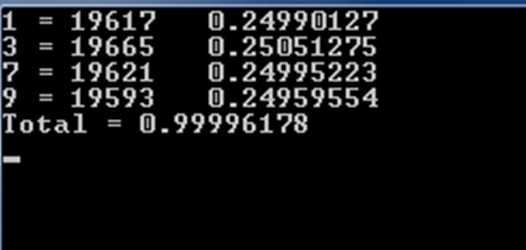 1 = 19617 0.24990127
3 = 19665 0.25051275
7 = 19621 0.24995223
9 = 19593 0.24959554
Total = 0.99996178